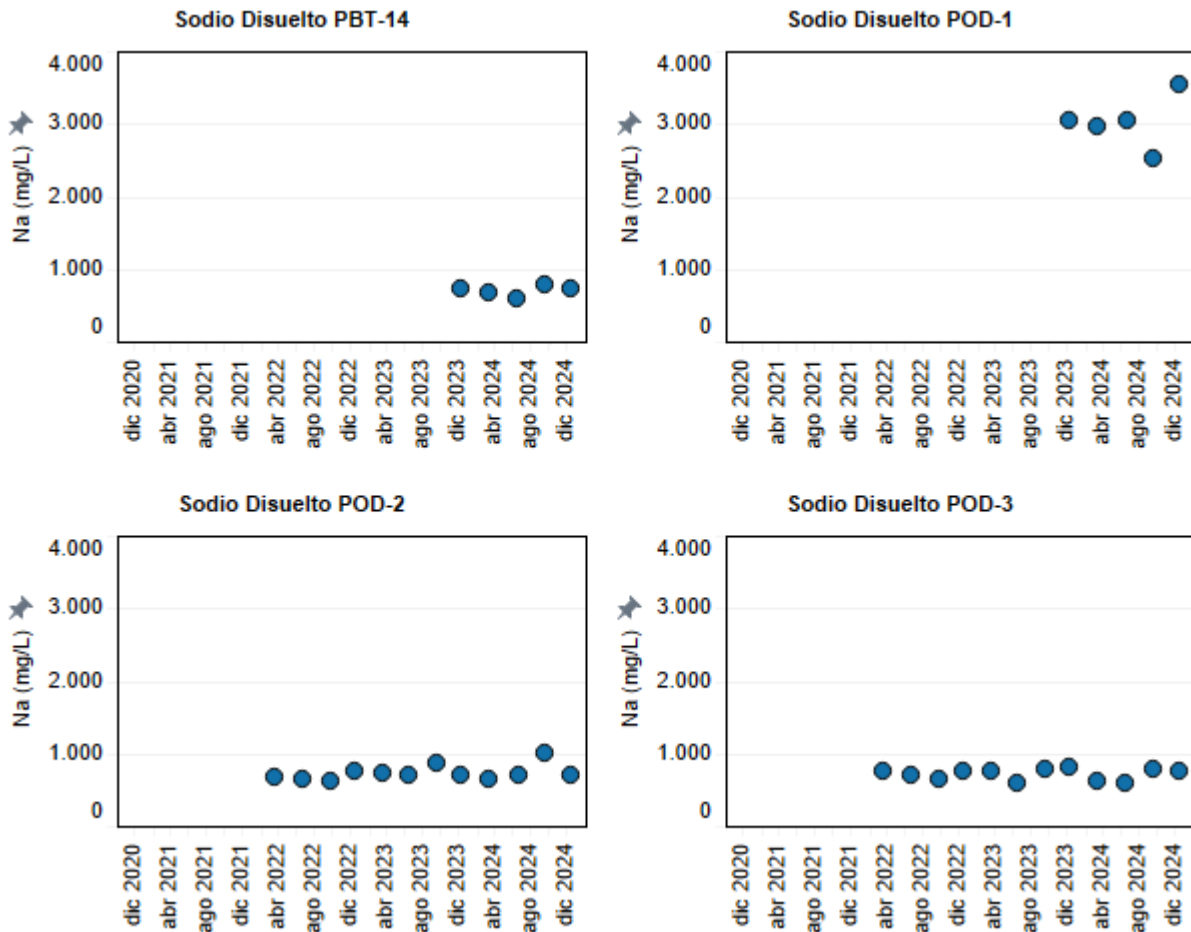 Sodio Disuelto PBT-14
4.000
3.000
2.000
1.000
0
Na (mg/L)
dic 2020
abr 2021
ago 2021
dic 2021
abr 2022
ago 2022
dic 2022
abr 2023
ago 2023
dic 2023
abr 2024
ago 2024
dic 2024
Sodio Disuelto POD-1
4.000
3.000
2.000
1.000
0
Na (mg/L)
dic 2020
abr 2021
ago 2021
dic 2021
abr 2022
ago 2022
dic 2022
abr 2023
ago 2023
dic 2023
abr 2024
ago 2024
dic 2024
Sodio Disuelto POD-2
4.000
3.000
2.000
1.000
0
Na (mg/L)
dic 2020
abr 2021
ago 2021
dic 2021
abr 2022
ago 2022
dic 2022
abr 2023
ago 2023
dic 2023
abr 2024
ago 2024
dic 2024
Sodio Disuelto POD-3
4.000
3.000
2.000
1.000
0
Na (mg/L)
dic 2020
abr 2021
ago 2021
dic 2021
abr 2022
ago 2022
dic 2022
abr 2023
ago 2023
dic 2023
abr 2024
ago 2024
dic 2024